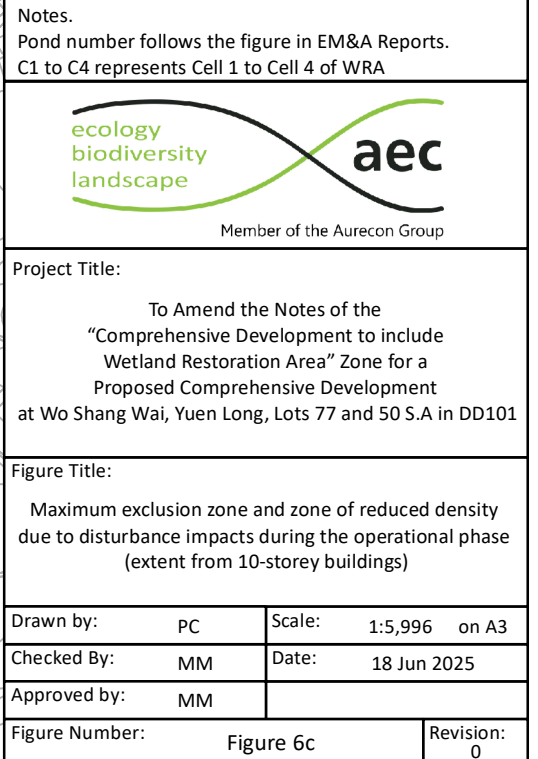 Notes.
Pond number follows the figure in EM&A Reports.
C1 to C4 represents Cell 1 to Cell 4 of WRA
ecology
biodiversity
landscape
aec
Member of the Aurecon Group
Project Title:
To Amend the Notes of the
“Comprehensive Development to include
Wetland Restoration Area” Zone for a
Proposed Comprehensive Development
at Wo Shang Wai, Yuen Long, Lots 77 and 50 S.A in DD101
Figure Title:
Maximum exclusion zone and zone of reduced density
due to disturbance impacts during the operational phase
(extent from 10-storey buildings)
Drawn by: PC Scale: 1:5,996 on A3
Checked By: MM Date: 18 Jun 2025
Approved by: MM
Figure Number: Figure 6c Revision: 0